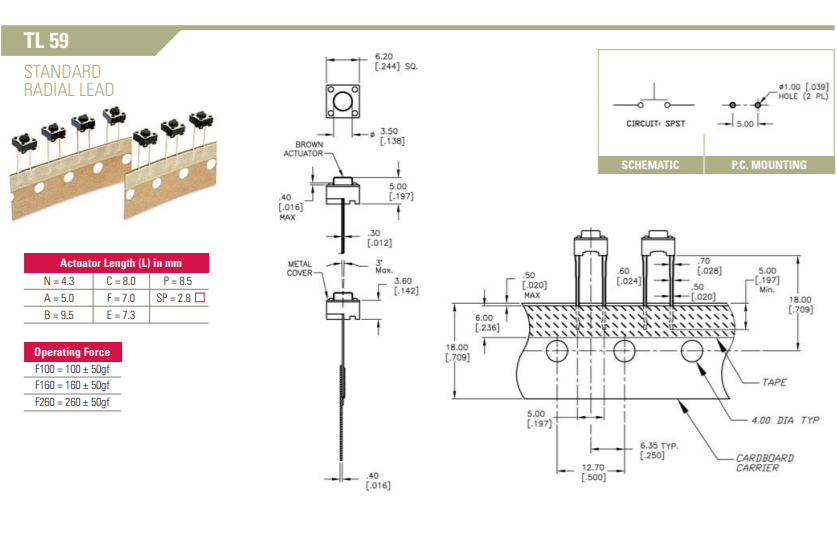 TL 59
STANDARD
RADIAL LEAD
Actuator Length (L) in mm
N = 4.3 C = 8.0 P = 8.5
A = 5.0 F = 7.0 SP = 2.8
B = 9.5 E = 7.3
Operating Force
F100 = 100 ± 50gf
F160 = 160 ± 50gf
F260 = 260 ± 50gf
6.20
[.244] SQ.
ø 3.50
[.138]
BROWN
ACTUATOR
5.00
[.197]
.40
[.016]
MAX
.30
[.012]
METAL
COVER
3°
Max.
3.60
[.142]
.40
[.016]
CIRCUIT: SPST
ø1.00 [.039]
HOLE (2 PL)
5.00
SCHEMATIC
P.C. MOUNTING
.50
[.020]
MAX
.60
[.024]
.70
[.028]
.50
[.020]
5.00
[.197]
Min.
18.00
[.709]
6.00
[.236]
18.00
[.709]
TAPE
4.00 DIA TYP
5.00
[.197]
6.35 TYP.
[.250]
12.70
[.500]
CARDBOARD
CARRIER